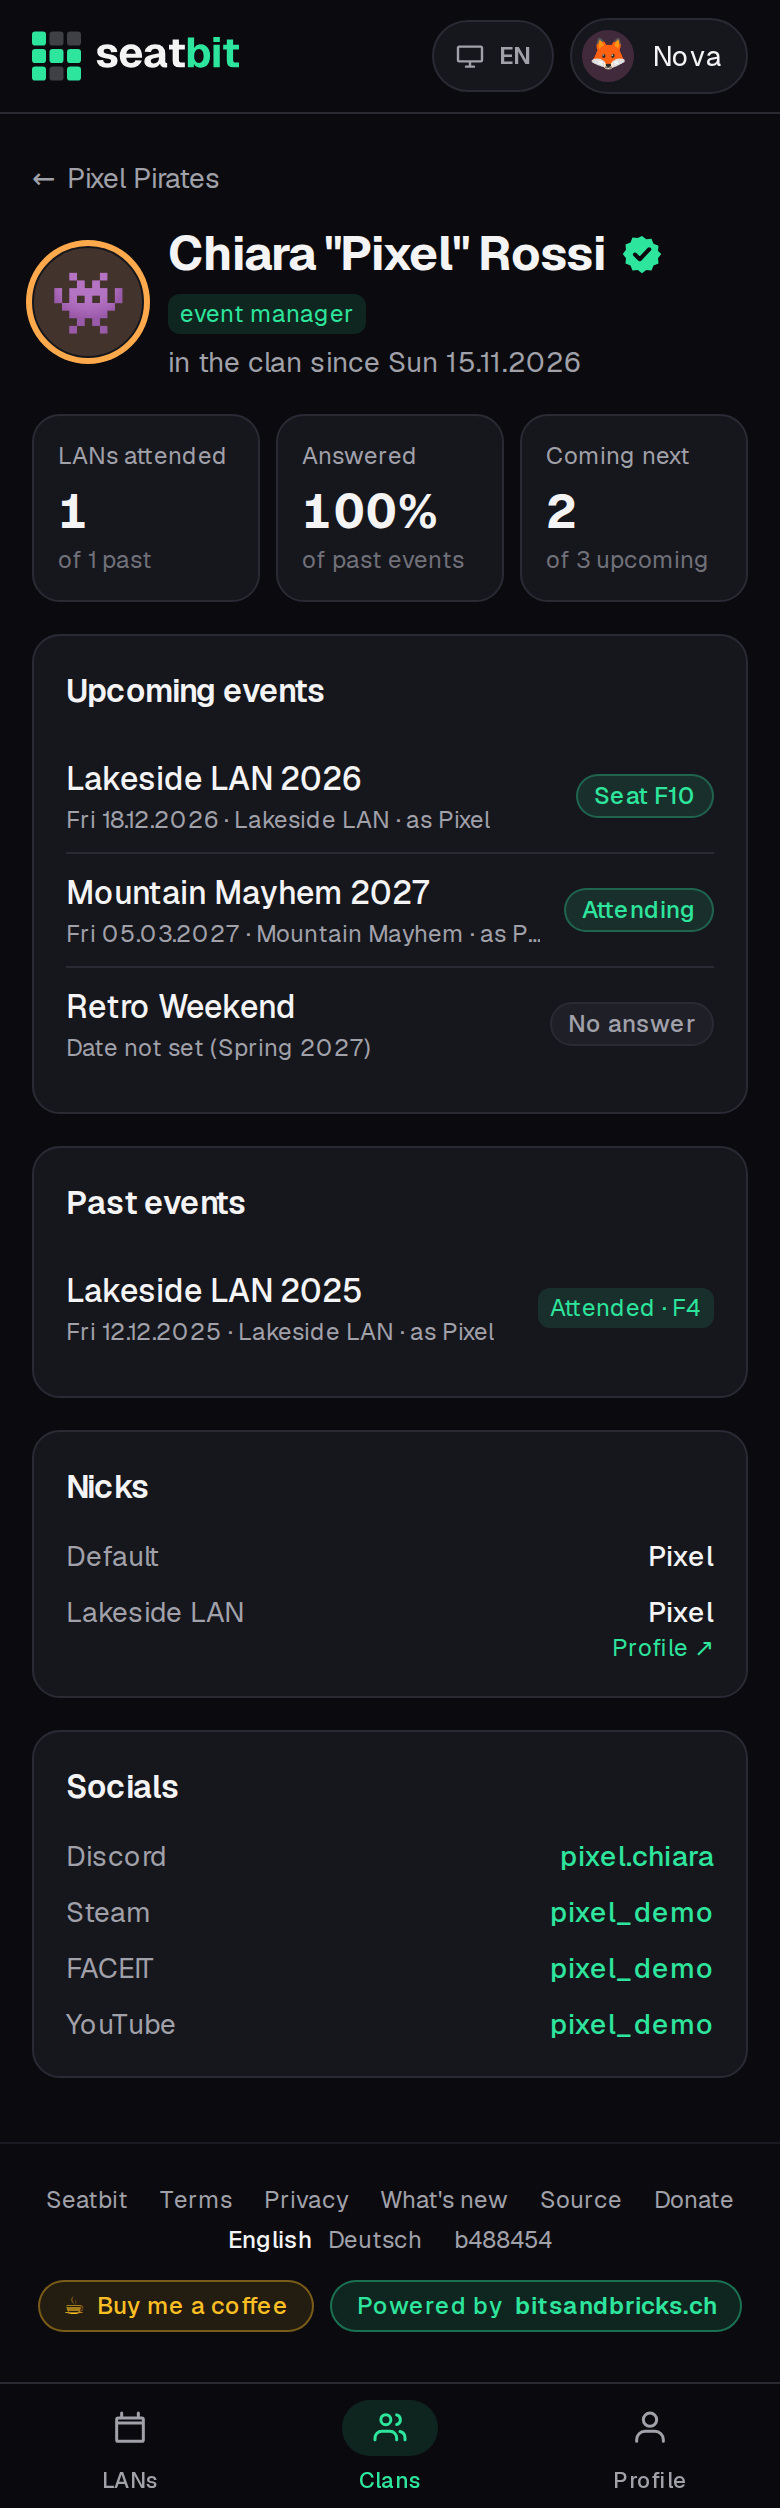 seatbit
EN
Nova
← Pixel Pirates
Chiara "Pixel" Rossi
event manager
in the clan since Sun 15.11.2026
LANs attended
1
of 1 past
Answered
100%
of past events
Coming next
2
of 3 upcoming
Upcoming events
Lakeside LAN 2026
Fri 18.12.2026 · Lakeside LAN · as Pixel
Seat F10
Mountain Mayhem 2027
Fri 05.03.2027 · Mountain Mayhem · as P...
Attending
Retro Weekend
Date not set (Spring 2027)
No answer
Past events
Lakeside LAN 2025
Fri 12.12.2025 · Lakeside LAN · as Pixel
Attended · F4
Nicks
Default Pixel
Lakeside LAN Pixel
Profile ↗
Socials
Discord pixel.chiara
Steam pixel_demo
FACEIT pixel_demo
YouTube pixel_demo
Seatbit Terms Privacy What's new Source Donate
English Deutsch b488454
Buy me a coffee
Powered by bitsandbricks.ch
LANs
Clans
Profile